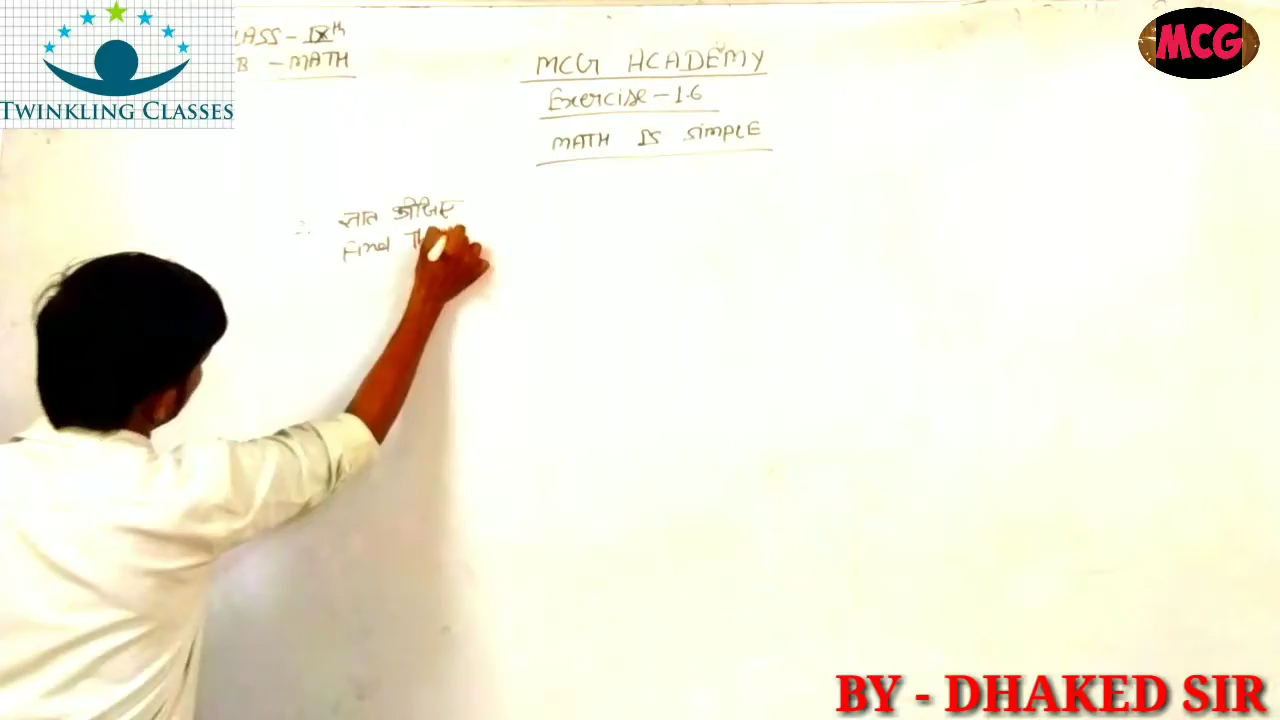 TWINKLING CLASSES
LASS - IXth
B - MATH
MCG ACADEMY
Exercise - 1.6
MATH IS SIMPLE
MCG
ज्ञात कीजिए
Find
BY - DHAKED SIR